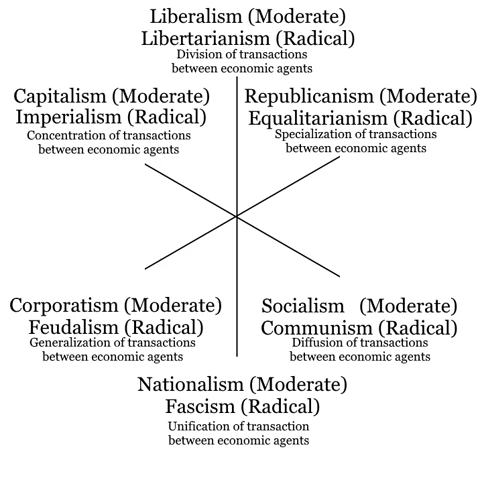 Liberalism (Moderate)
Libertarianism (Radical)
Division of transactions
between economic agents
Capitalism (Moderate)
Imperialism (Radical)
Concentration of transactions
between economic agents
Republicanism (Moderate)
Equalitarianism (Radical)
Specialization of transactions
between economic agents
Corporatism (Moderate)
Feudalism (Radical)
Generalization of transactions
between economic agents
Socialism (Moderate)
Communism (Radical)
Diffusion of transactions
between economic agents
Nationalism (Moderate)
Fascism (Radical)
Unification of transaction
between economic agents